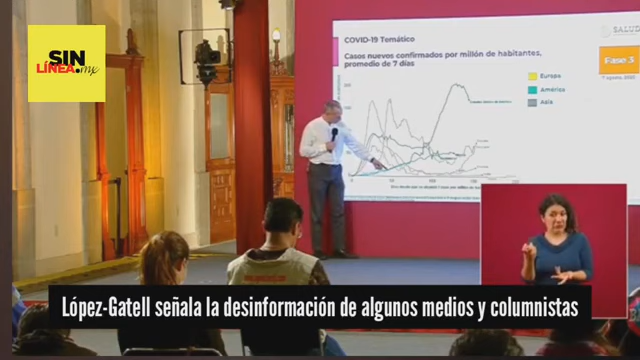 SIN
LÍNEA.mx
COVID-19 Temático
SALUD
Casos nuevos confirmados por millón de habitantes,
promedio de 7 días
Fase 3
Europa
América
Asia
López-Gatell señala la desinformación de algunos medios y columnistas